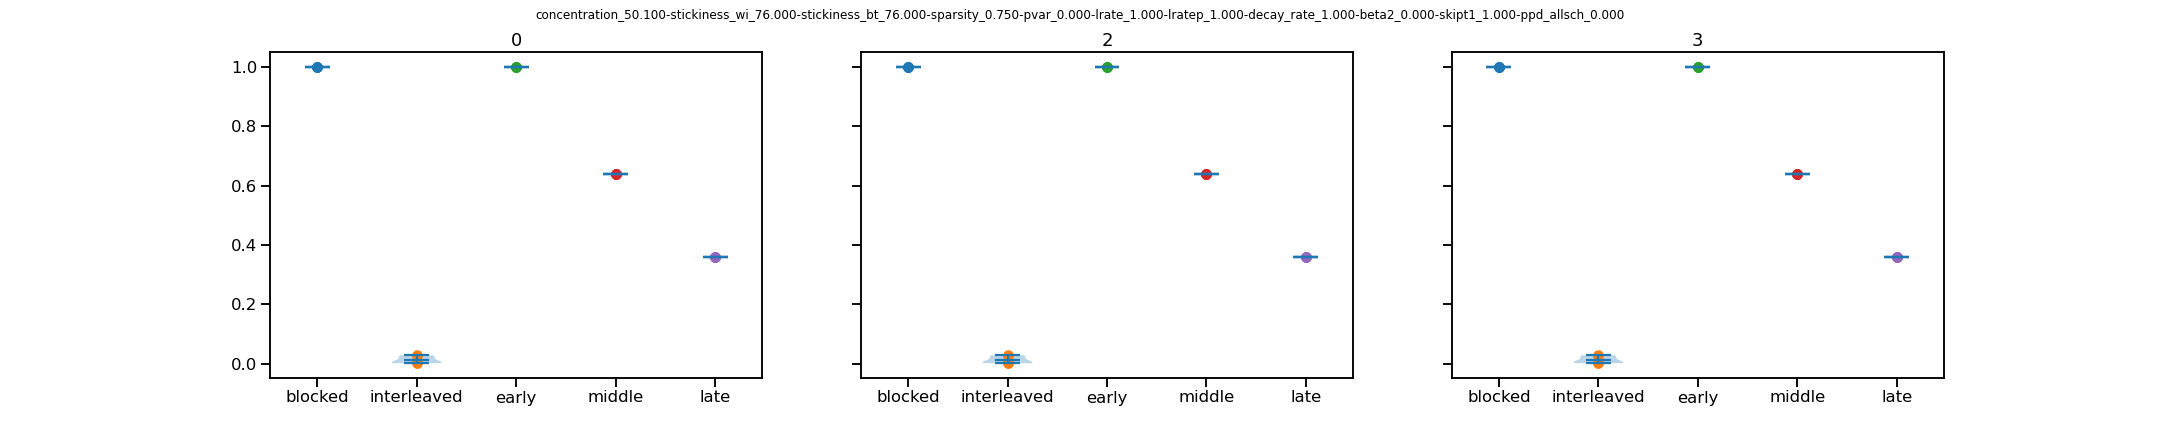 concentration_50.100-stickiness_wi_76.000-stickiness_bt_76.000-sparsity_0.750-pvar_0.000-lrate_1.000-lratep_1.000-decay_rate_1.000-beta2_0.000-skipt1_1.000-ppd_allsch_0.000
0 2 3
1.0
0.8
0.6
0.4
0.2
0.0
blocked interleaved early middle late blocked interleaved early middle late blocked interleaved early middle late